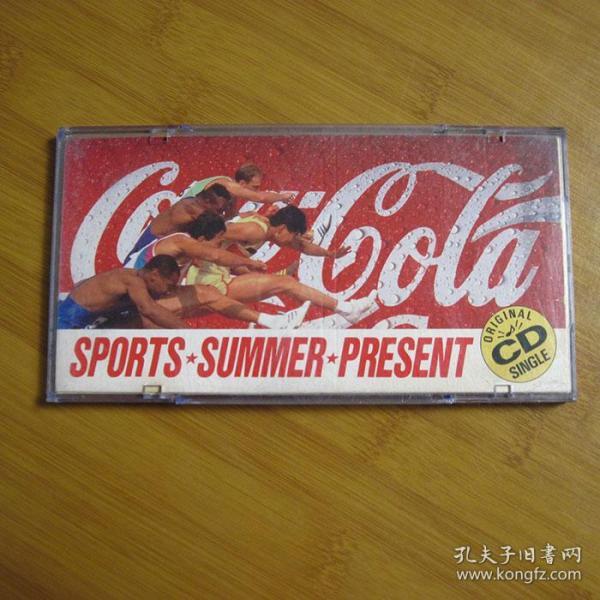 Coca-Cola
SPORTS★SUMMER★PRESENT
ORIGINAL
CD
SINGLE
孔夫子旧书网
www.kongfz.com